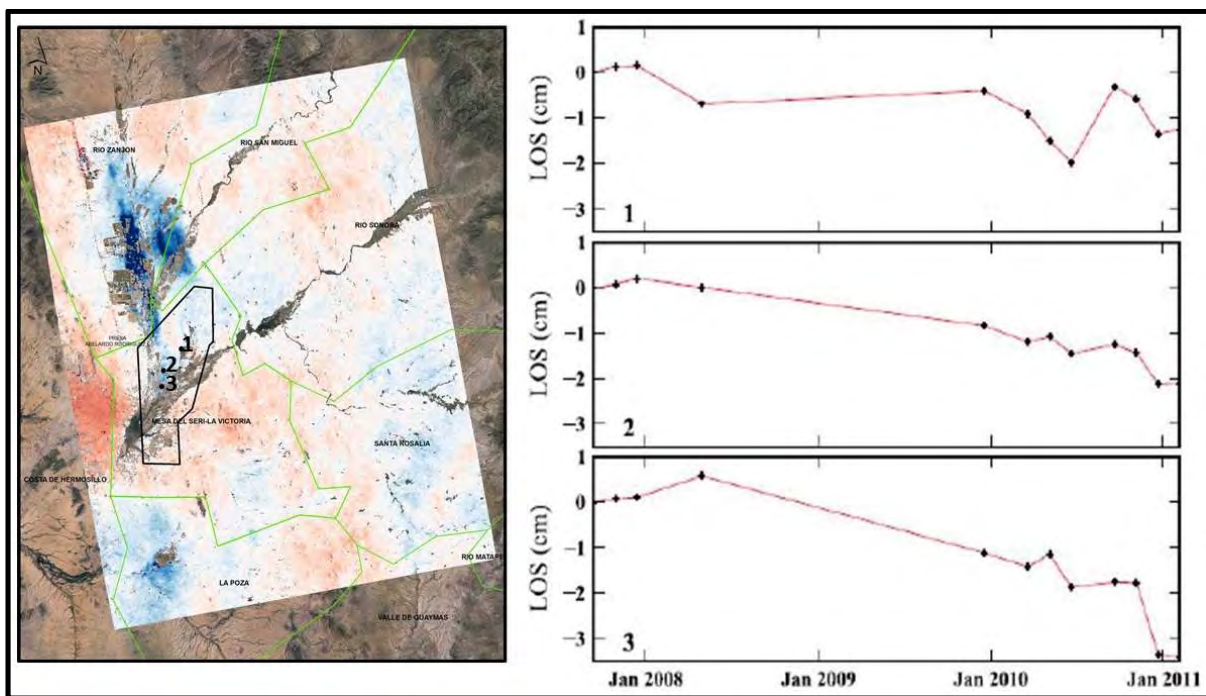 N
RIO ZANJON
RIO SAN MIGUEL
RIO SONORA
PRESA
ABELARDO RODRIGUEZ
1
2
3
MESA DEL SERI-LA VICTORIA
SANTA ROSALIA
COSTA DE HERMOSILLO
RIO MATAPE
LA POZA
VALLE DE GUAYMAS
LOS (cm)
1
0
−1
−2
−3
1
LOS (cm)
1
0
−1
−2
−3
2
LOS (cm)
1
0
−1
−2
−3
3
Jan 2008 Jan 2009 Jan 2010 Jan 2011